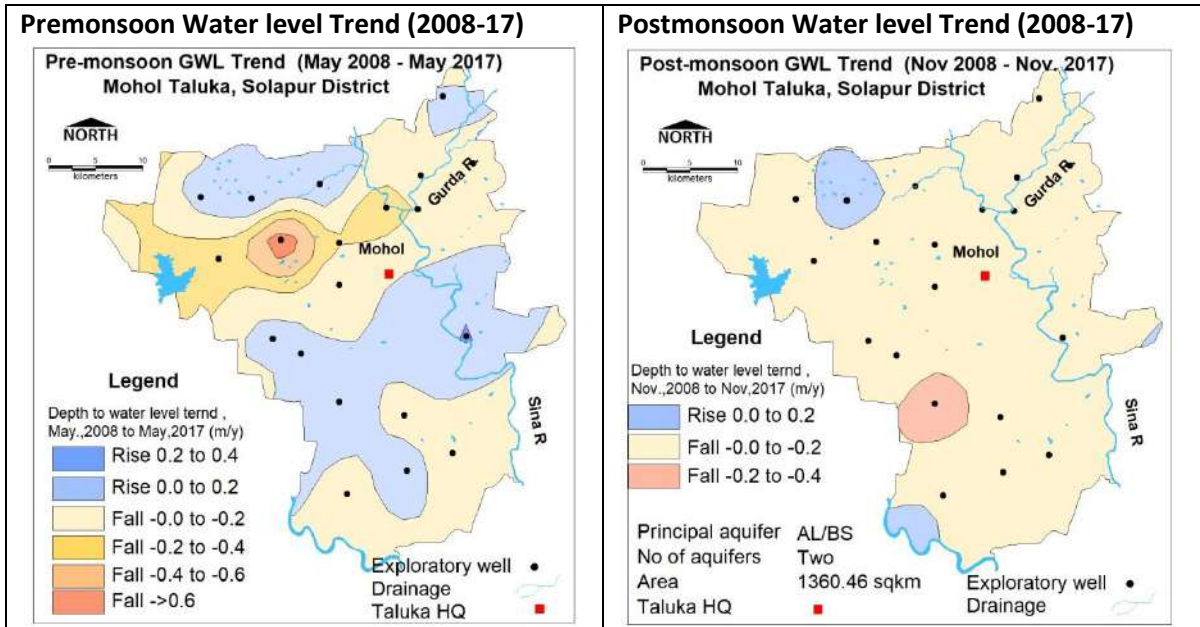 Premonsoon Water level Trend (2008-17)
Pre-monsoon GWL Trend (May 2008 - May 2017)
Mohol Taluka, Solapur District
NORTH
0 5 10
kilometers
Gurda R
Mohol
Sina R
Legend
Depth to water level ternd ,
May.,2008 to May,2017 (m/y)
Rise 0.2 to 0.4
Rise 0.0 to 0.2
Fall -0.0 to -0.2
Fall -0.2 to -0.4
Fall -0.4 to -0.6
Fall ->0.6
Exploratory well
Drainage
Taluka HQ
Postmonsoon Water level Trend (2008-17)
Post-monsoon GWL Trend (Nov 2008 - Nov. 2017)
Mohol Taluka, Solapur District
NORTH
0 5 10
kilometers
Gurda R
Mohol
Sina R
Legend
Depth to water level ternd ,
Nov.,2008 to Nov,2017 (m/y)
Rise 0.0 to 0.2
Fall -0.0 to -0.2
Fall -0.2 to -0.4
Principal aquifer AL/BS
No of aquifers Two
Area 1360.46 sqkm
Taluka HQ
Exploratory well
Drainage